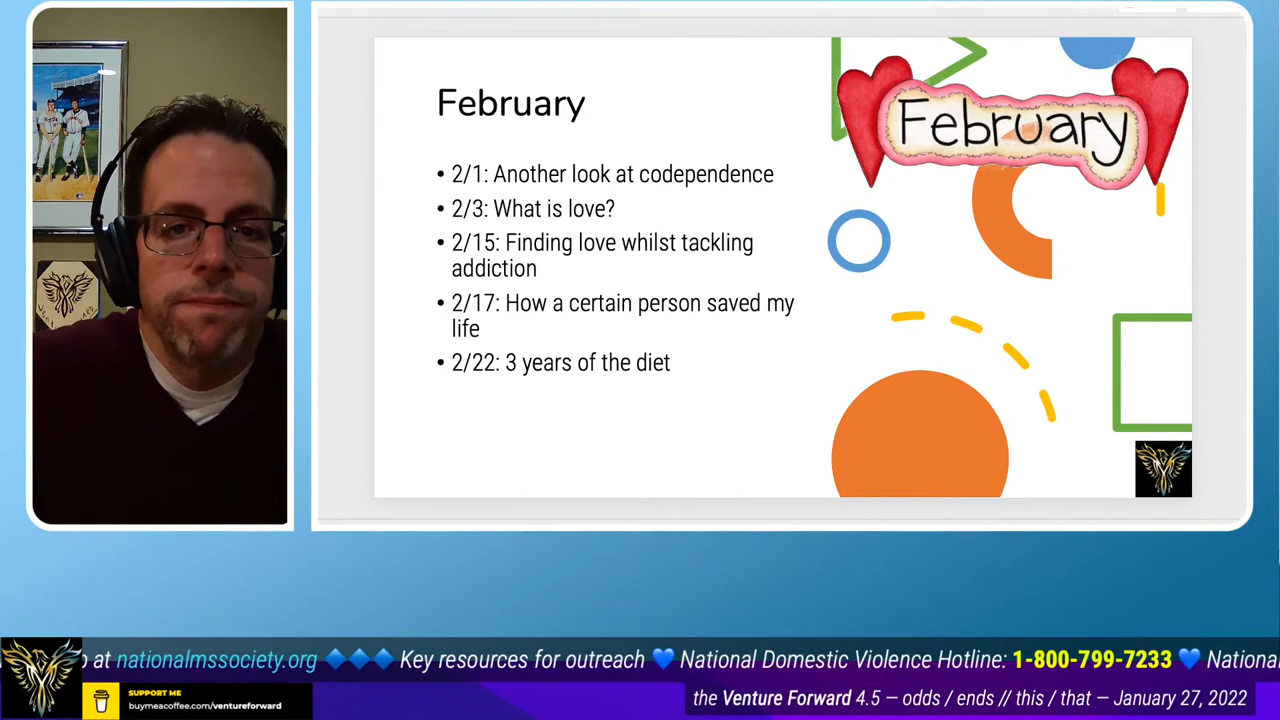 February
February
• 2/1: Another look at codependence
• 2/3: What is love?
• 2/15: Finding love whilst tackling
addiction
• 2/17: How a certain person saved my
life
• 2/22: 3 years of the diet
at nationalmssociety.org 🔷🔷🔷 Key resources for outreach 💙 National Domestic Violence Hotline: 1-800-799-7233 💙 National
SUPPORT ME
buymeacoffee.com/ventureforward
the Venture Forward 4.5 — odds / ends // this / that — January 27, 2022